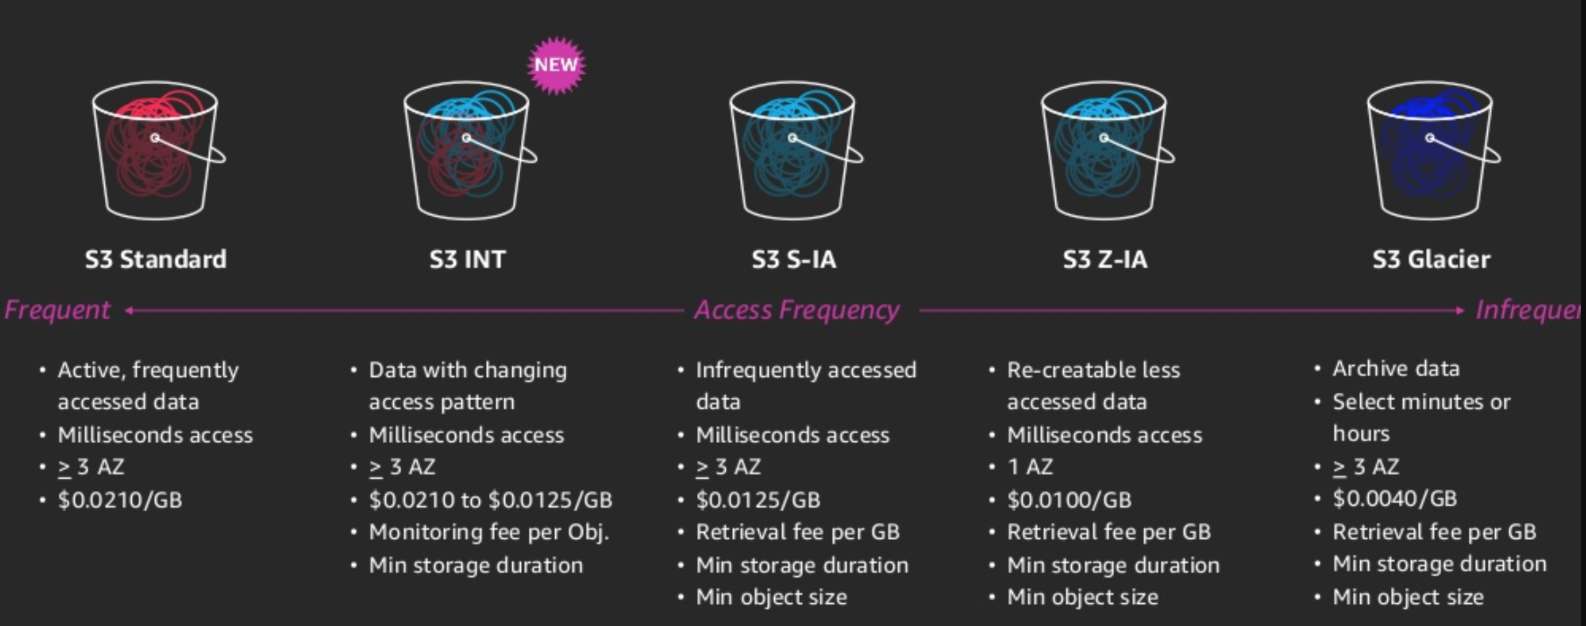 NEW
S3 Standard
S3 INT
S3 S-IA
S3 Z-IA
S3 Glacier
Frequent
Access Frequency
Infrequen
• Active, frequently
accessed data
• Milliseconds access
• ≥ 3 AZ
• $0.0210/GB
• Data with changing
access pattern
• Milliseconds access
• ≥ 3 AZ
• $0.0210 to $0.0125/GB
• Monitoring fee per Obj.
• Min storage duration
• Infrequently accessed
data
• Milliseconds access
• ≥ 3 AZ
• $0.0125/GB
• Retrieval fee per GB
• Min storage duration
• Min object size
• Re-creatable less
accessed data
• Milliseconds access
• 1 AZ
• $0.0100/GB
• Retrieval fee per GB
• Min storage duration
• Min object size
• Archive data
• Select minutes or
hours
• ≥ 3 AZ
• $0.0040/GB
• Retrieval fee per GB
• Min storage duration
• Min object size